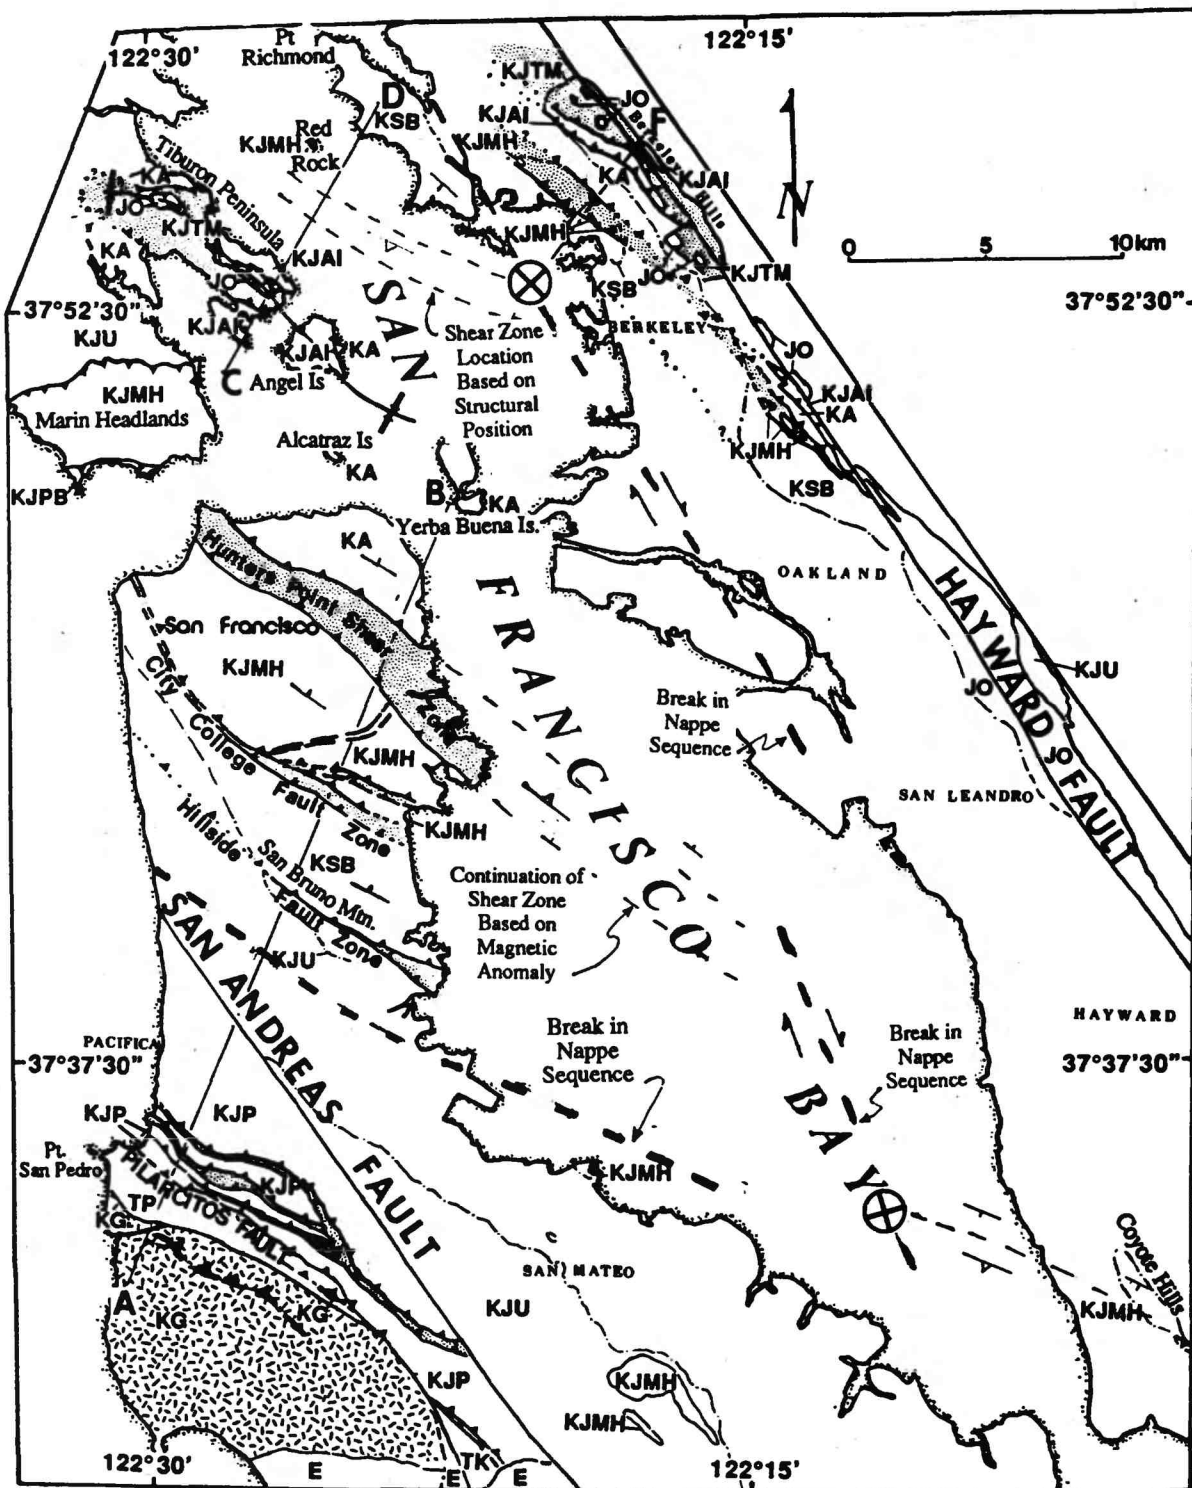 122°30'
Pt
Richmond
122°15'
KJTM
D
KSB
JO
F
Berkeley Hills
KJAI
Red
KJMH
Rock
KJMH?
KA
KJAI
Tiburon Peninsula
KA
JO
KJTM
N
KA
KJMH
0 5 10km
KJAI
JO
JO
KJTM
KSB
37°52'30"
37°52'30"
SAN
KJU
KJAI
KJAI
KA
Shear Zone
Location
Based on
Structural
Position
BERKELEY
?
JO
C
Angel Is
KJMH
Marin Headlands
KJAI
KA
?
Alcatraz Is
KA
KJMH
KSB
KJPB
B
KA
Yerba Buena Is.
KA
Hunters Point Shear Zone
FRANCISCO
OAKLAND
HAYWARD FAULT
San Francisco
KJMH
City College Fault Zone
JO
KJU
Break in
Nappe
Sequence
KJMH
JO
SAN LEANDRO
KJMH
Hillside Fault Zone
KSB
San Bruno Mtn.
Continuation of
Shear Zone
Based on
Magnetic
Anomaly
SAN ANDREAS FAULT
KJU
HAYWARD
Break in
Nappe
Sequence
Break in
Nappe
Sequence
PACIFICA
37°37'30"
37°37'30"
BAY
KJP
KJP
Pt.
San Pedro
PILARCITOS FAULT
KJP
KJMH
TP
KG
Coyote Hills
SAN MATEO
A
KG
KG
KJU
KJMH
KJP
KJMH
KJMH
122°30'
E
TK
E
E
122°15'